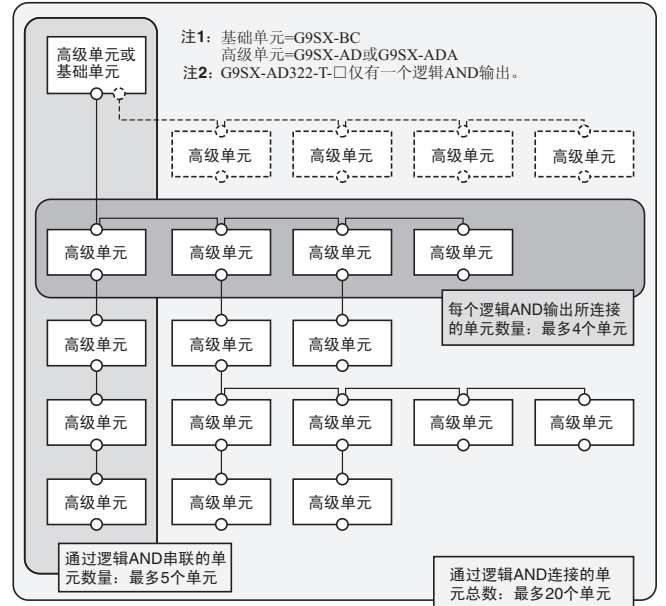 高级单元或
基础单元
注1：基础单元=G9SX-BC
高级单元=G9SX-AD或G9SX-ADA
注2：G9SX-AD322-T-□仅有一个逻辑AND输出。
高级单元 高级单元 高级单元 高级单元
高级单元 高级单元 高级单元 高级单元
每个逻辑AND输出所连接
的单元数量：最多4个单元
高级单元 高级单元 高级单元
高级单元 高级单元 高级单元 高级单元 高级单元
高级单元 高级单元 高级单元
通过逻辑AND串联的单
元数量：最多5个单元
通过逻辑AND连接的单
元总数：最多20个单元